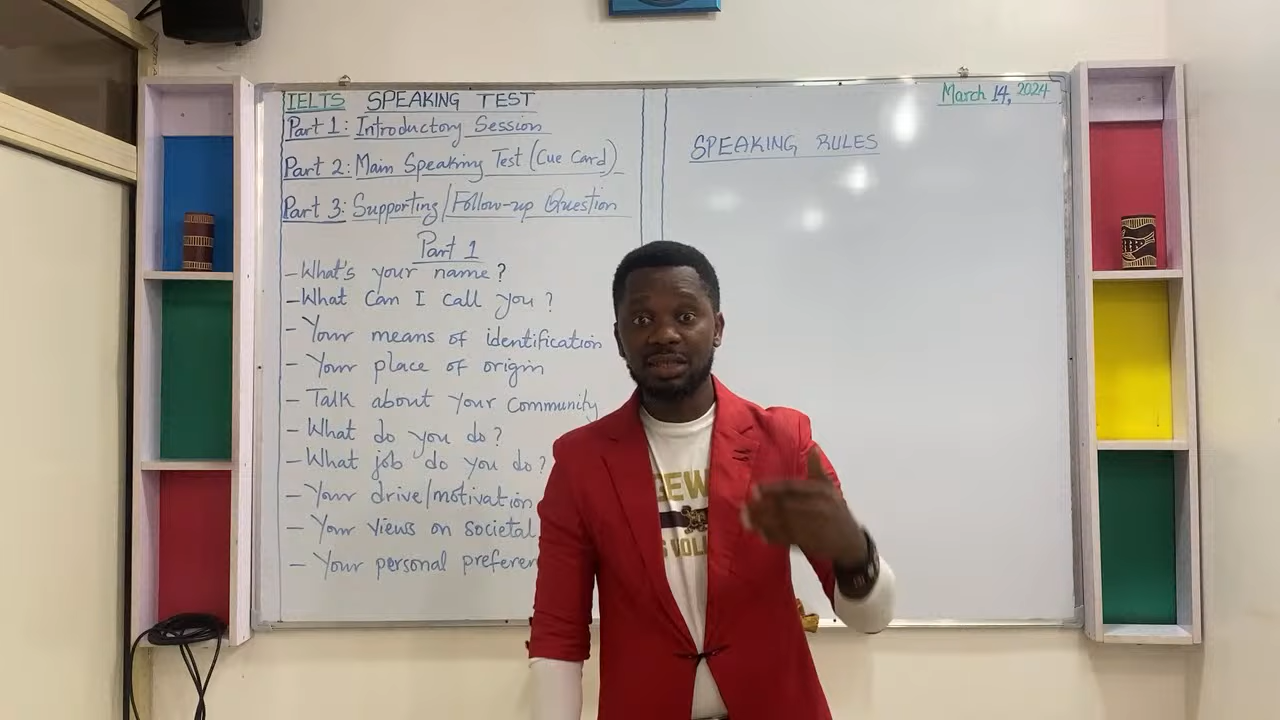 IELTS SPEAKING TEST
Part 1: Introductory Session
Part 2: Main Speaking Test (Cue Card)
Part 3: Supporting/Follow-up Question
Part 1
- What's your name?
- What can I call you?
- Your means of identification
- Your place of origin
- Talk about your community
- What do you do?
- What job do you do?
- Your drive/motivation
- Your views on societal
- Your personal
March 14, 2024
SPEAKING RULES